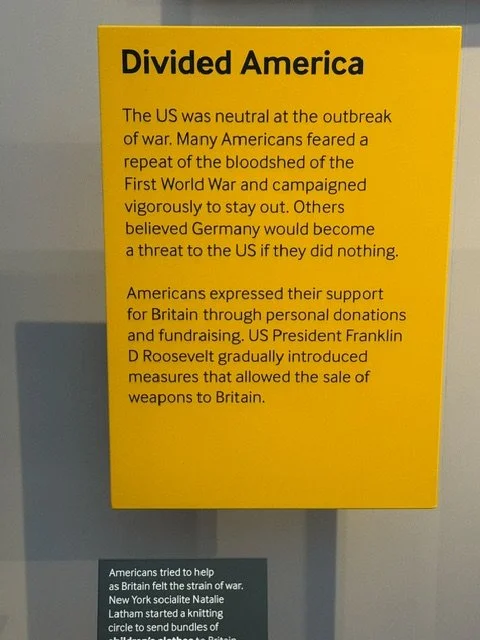 Divided America
The US was neutral at the outbreak
of war. Many Americans feared a
repeat of the bloodshed of the
First World War and campaigned
vigorously to stay out. Others
believed Germany would become
a threat to the US if they did nothing.
Americans expressed their support
for Britain through personal donations
and fundraising. US President Franklin
D Roosevelt gradually introduced
measures that allowed the sale of
weapons to Britain.
Americans tried to help
as Britain felt the strain of war.
New York socialite Natalie
Latham started a knitting
circle to send bundles of
children's clothes to Britain